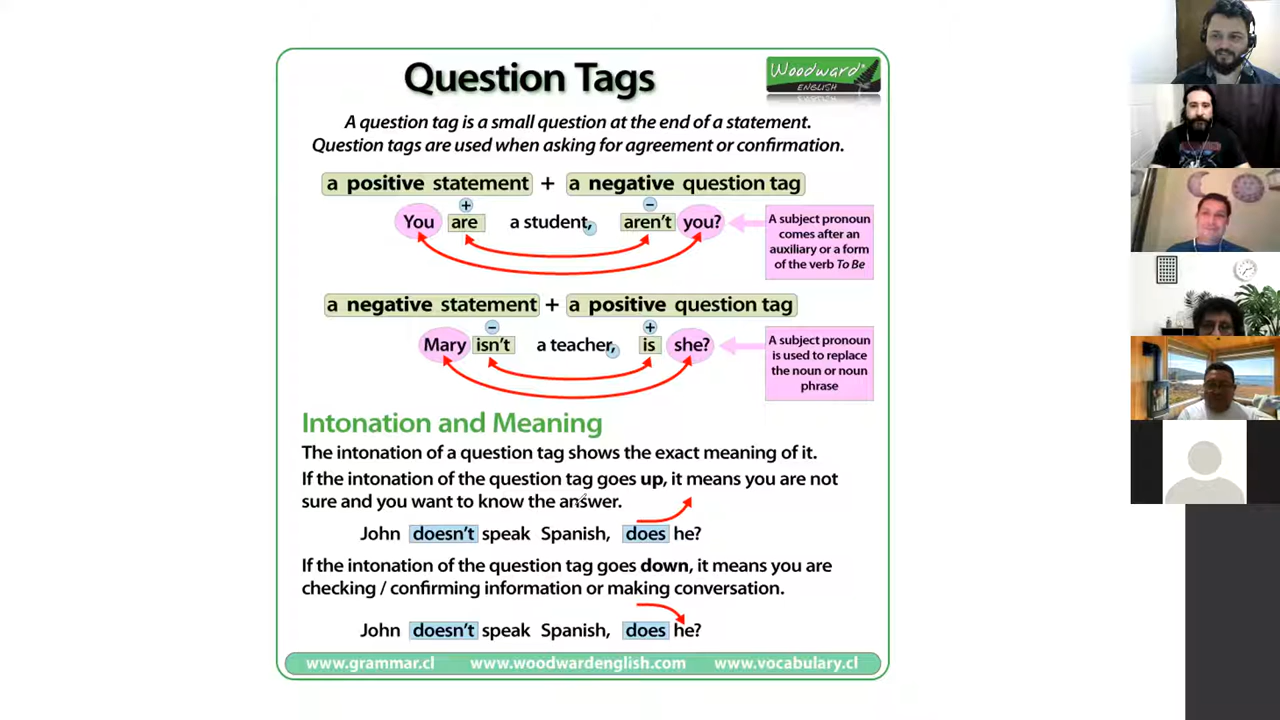 Question Tags
Woodward®
ENGLISH
A question tag is a small question at the end of a statement.
Question tags are used when asking for agreement or confirmation.
a positive statement + a negative question tag
+ −
You are a student, aren't you?
A subject pronoun
comes after an
auxiliary or a form
of the verb To Be
a negative statement + a positive question tag
− +
Mary isn't a teacher, is she?
A subject pronoun
is used to replace
the noun or noun
phrase
Intonation and Meaning
The intonation of a question tag shows the exact meaning of it.
If the intonation of the question tag goes up, it means you are not
sure and you want to know the answer.
John doesn't speak Spanish, does he?
If the intonation of the question tag goes down, it means you are
checking / confirming information or making conversation.
John doesn't speak Spanish, does he?
www.grammar.cl www.woodwardenglish.com www.vocabulary.cl